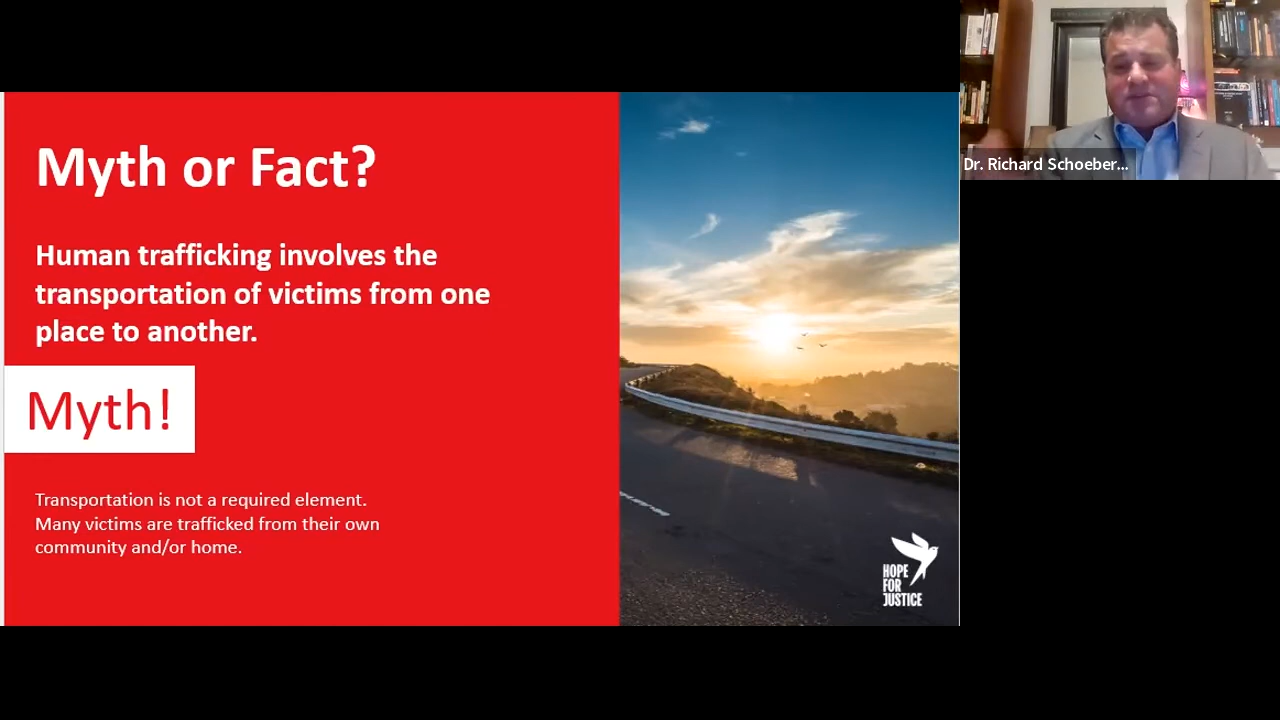 Myth or Fact?
Human trafficking involves the
transportation of victims from one
place to another.
Myth!
Transportation is not a required element.
Many victims are trafficked from their own
community and/or home.
HOPE
FOR
JUSTICE
Dr. Richard Schoeber...